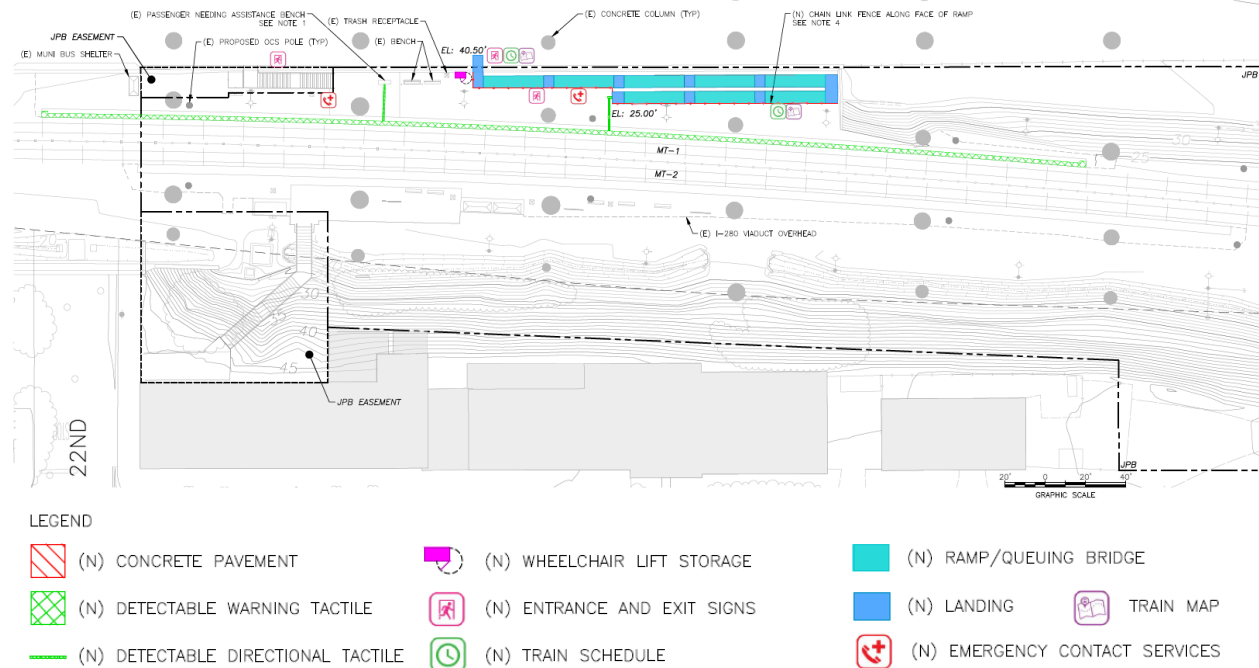 (E) PASSENGER NEEDING ASSISTANCE BENCH
SEE NOTE 1
(E) TRASH RECEPTACLE
(E) CONCRETE COLUMN (TYP)
(N) CHAIN LINK FENCE ALONG FACE OF RAMP
SEE NOTE 4
JPB EASEMENT
(E) PROPOSED OCS POLE (TYP)
(E) BENCH
(E) MUNI BUS SHELTER
EL: 40.50'
JPB
EL: 25.00'
MT-1
MT-2
30
25
(E) I-280 VIADUCT OVERHEAD
20
30
35
40
45
JPB EASEMENT
22ND
JPB
20' 0 20' 40'
GRAPHIC SCALE
LEGEND
(N) CONCRETE PAVEMENT
(N) WHEELCHAIR LIFT STORAGE
(N) RAMP/QUEUING BRIDGE
(N) DETECTABLE WARNING TACTILE
(N) ENTRANCE AND EXIT SIGNS
(N) LANDING
TRAIN MAP
(N) DETECTABLE DIRECTIONAL TACTILE
(N) TRAIN SCHEDULE
(N) EMERGENCY CONTACT SERVICES